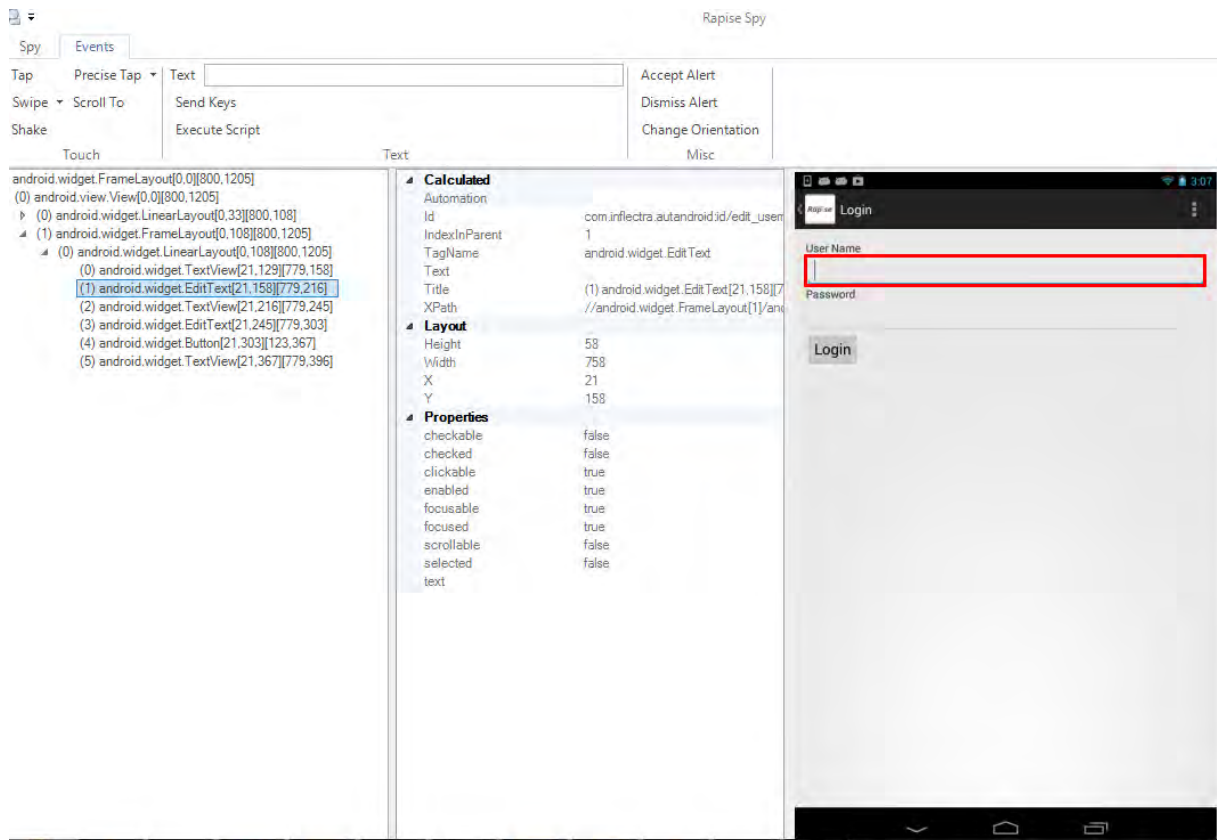 Rapise Spy
Spy Events
Tap Precise Tap Text Accept Alert
Swipe Scroll To Send Keys Dismiss Alert
Shake Execute Script Change Orientation
Touch Text Misc
android.widget.FrameLayout[0,0][800,1205]
(0) android.view.View[0,0][800,1205]
(0) android.widget.LinearLayout[0,33][800,108]
(1) android.widget.FrameLayout[0,108][800,1205]
(0) android.widget.LinearLayout[0,108][800,1205]
(0) android.widget.TextView[21,129][779,158]
(1) android.widget.EditText[21,158][779,216]
(2) android.widget.TextView[21,216][779,245]
(3) android.widget.EditText[21,245][779,303]
(4) android.widget.Button[21,303][123,367]
(5) android.widget.TextView[21,367][779,396]
Calculated
Automation
Id com.inflectra.autandroid:id/edit_usern
IndexInParent 1
TagName android.widget.EditText
Text
Title (1) android.widget.EditText[21,158][7
XPath //android.widget.FrameLayout[1]/and
Layout
Height 58
Width 758
X 21
Y 158
Properties
checkable false
checked false
clickable true
enabled true
focusable true
focused true
scrollable false
selected false
text
3:07
Rapise Login
User Name
Password
Login